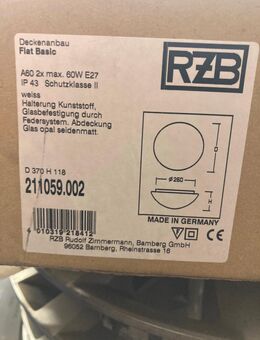 Deckenanbau
Flat Basic
RZB
A60 2x max. 60W E27
IP 43 Schutzklasse II
weiss
Halterung Kunststoff,
Glasbefestigung durch
Federsystem. Abdeckung
Glas opal seidenmatt.
D 370 H 118
211059.002
D
ø 260
H
MADE IN GERMANY
4 010319 218412
CE
RZB Rudolf Zimmermann, Bamberg GmbH
96052 Bamberg, Rheinstrasse 16